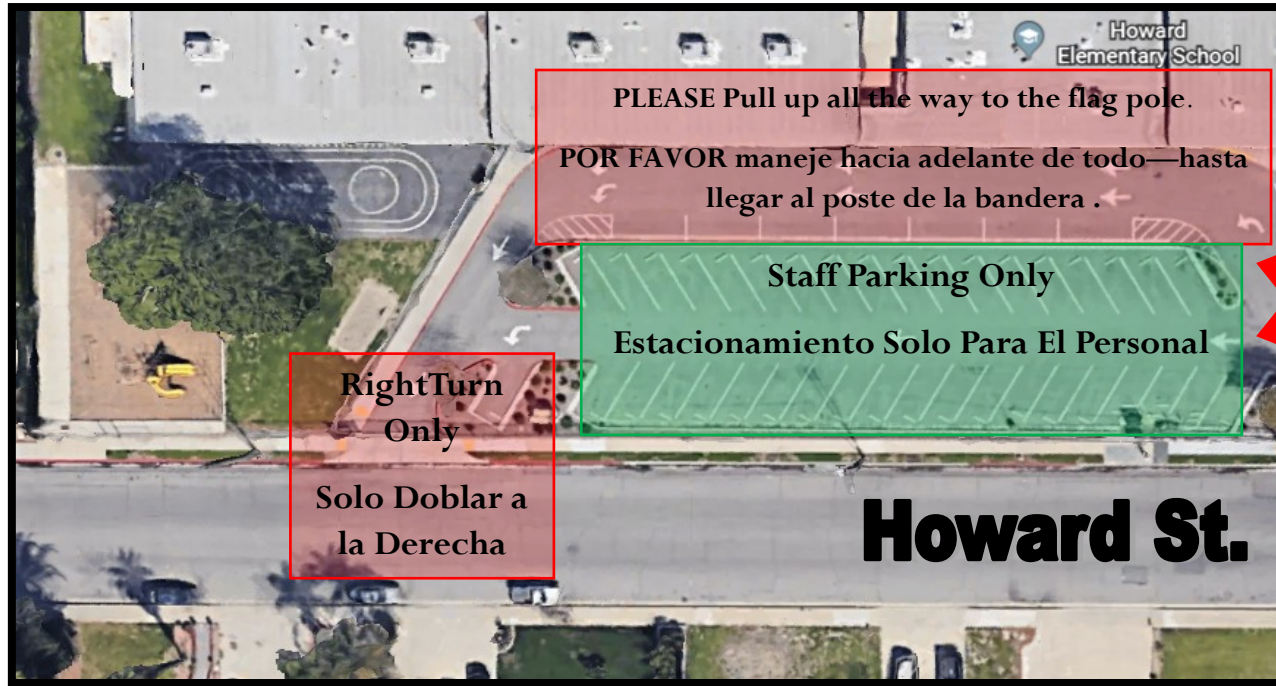 Howard
Elementary School
PLEASE Pull up all the way to the flag pole.
POR FAVOR maneje hacia adelante de todo—hasta
llegar al poste de la bandera .
Staff Parking Only
Estacionamiento Solo Para El Personal
RightTurn
Only
Solo Doblar a
la Derecha
Howard St.